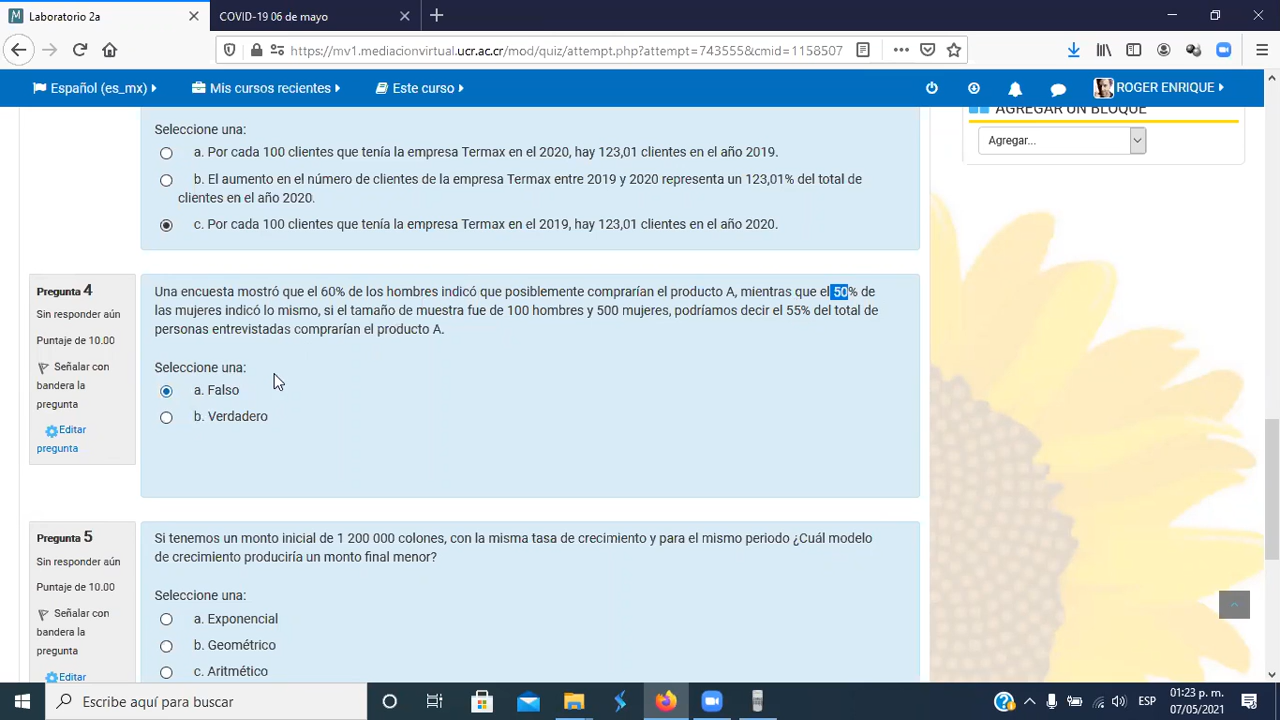 Laboratorio 2a
COVID-19 06 de mayo
https://mv1.mediacionvirtual.ucr.ac.cr/mod/quiz/attempt.php?attempt=743555&cmid=1158507
Español (es_mx)
Mis cursos recientes
Este curso
ROGER ENRIQUE
AGREGAR UN BLOQUE
Agregar...
Seleccione una:
a. Por cada 100 clientes que tenía la empresa Termax en el 2020, hay 123,01 clientes en el año 2019.
b. El aumento en el número de clientes de la empresa Termax entre 2019 y 2020 representa un 123,01% del total de
clientes en el año 2020.
c. Por cada 100 clientes que tenía la empresa Termax en el 2019, hay 123,01 clientes en el año 2020.
Pregunta 4
Sin responder aún
Puntaje de 10.00
Señalar con
bandera la
pregunta
Editar
pregunta
Una encuesta mostró que el 60% de los hombres indicó que posiblemente comprarían el producto A, mientras que el 50% de
las mujeres indicó lo mismo, si el tamaño de muestra fue de 100 hombres y 500 mujeres, podríamos decir el 55% del total de
personas entrevistadas comprarían el producto A.
Seleccione una:
a. Falso
b. Verdadero
Pregunta 5
Sin responder aún
Puntaje de 10.00
Señalar con
bandera la
pregunta
Editar
Si tenemos un monto inicial de 1 200 000 colones, con la misma tasa de crecimiento y para el mismo periodo ¿Cuál modelo
de crecimiento produciría un monto final menor?
Seleccione una:
a. Exponencial
b. Geométrico
c. Aritmético
Escribe aquí para buscar
ESP
01:23 p. m.
07/05/2021